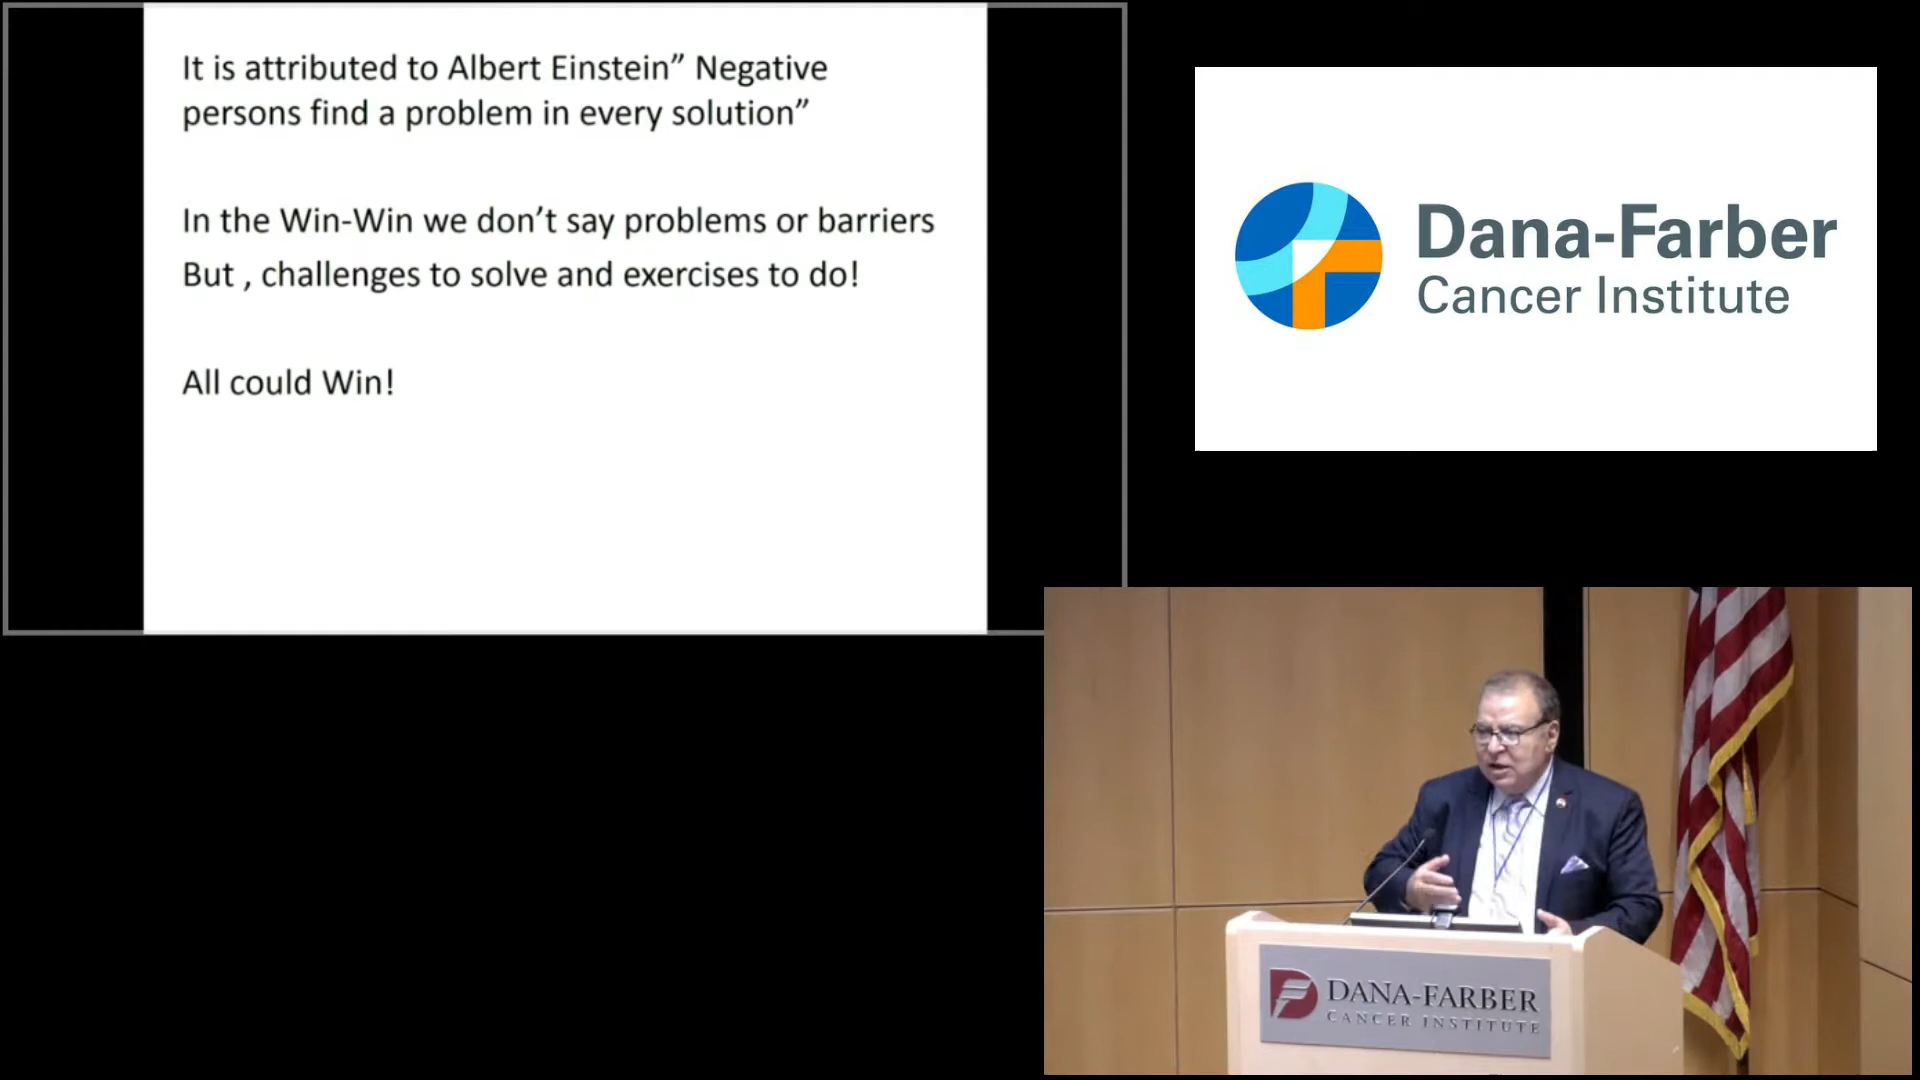 It is attributed to Albert Einstein” Negative
persons find a problem in every solution”
In the Win-Win we don’t say problems or barriers
But , challenges to solve and exercises to do!
All could Win!
Dana-Farber
Cancer Institute
DANA-FARBER
CANCER INSTITUTE